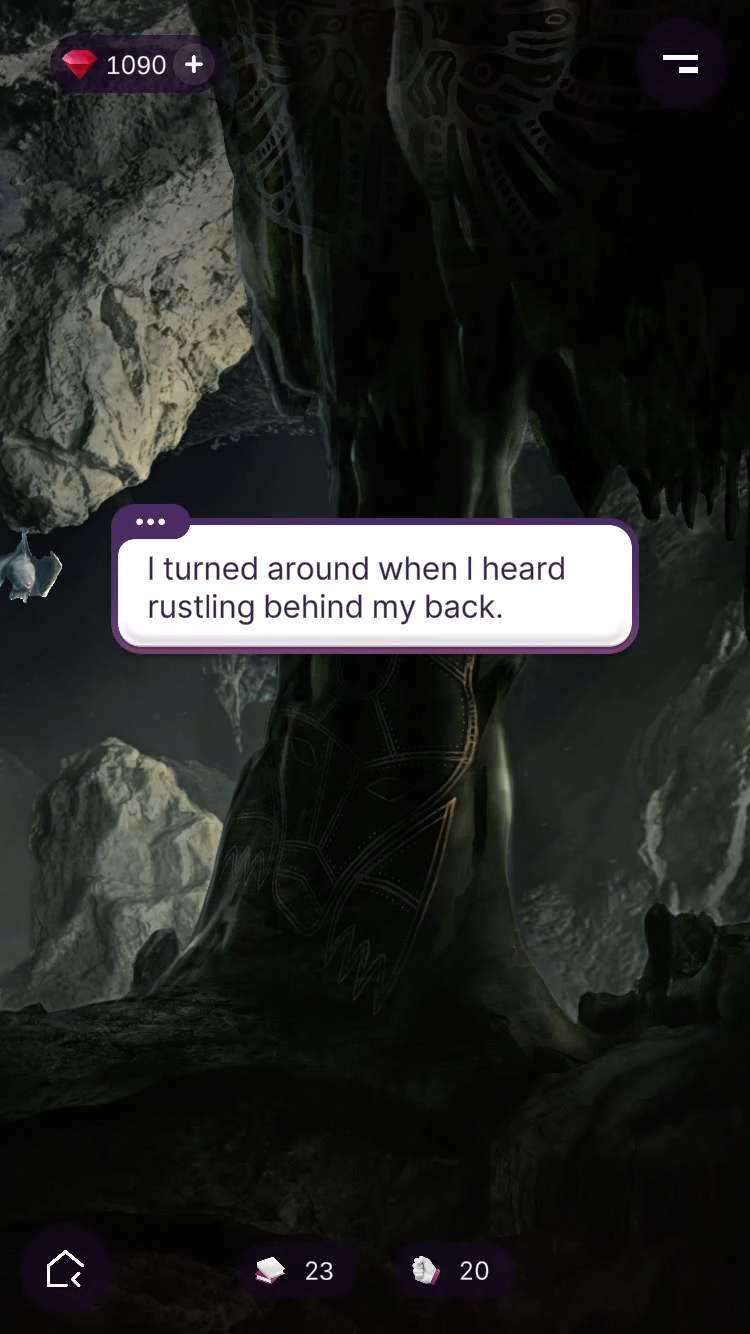 1090 +
•••
I turned around when I heard
rustling behind my back.
23
20